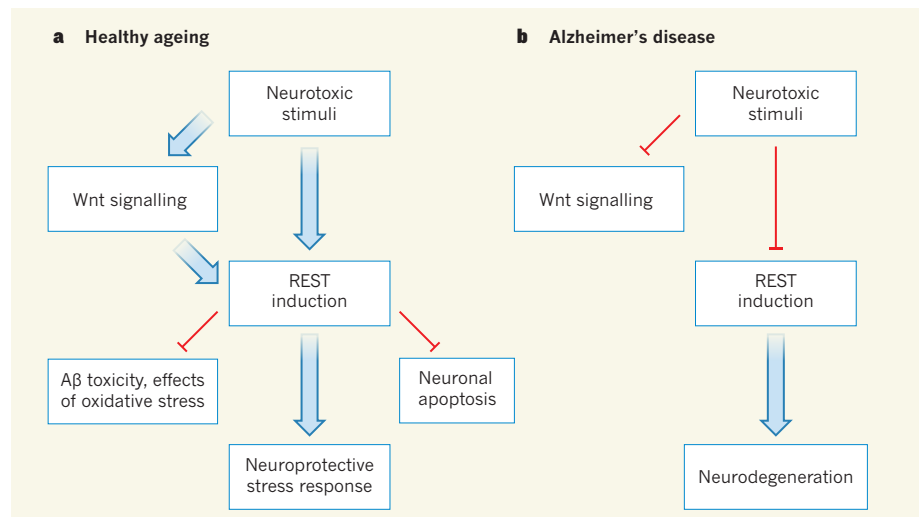 a Healthy ageing
Neurotoxic
stimuli
Wnt signalling
REST
induction
Aβ toxicity, effects
of oxidative stress
Neuronal
apoptosis
Neuroprotective
stress response
b Alzheimer's disease
Neurotoxic
stimuli
Wnt signalling
REST
induction
Neurodegeneration